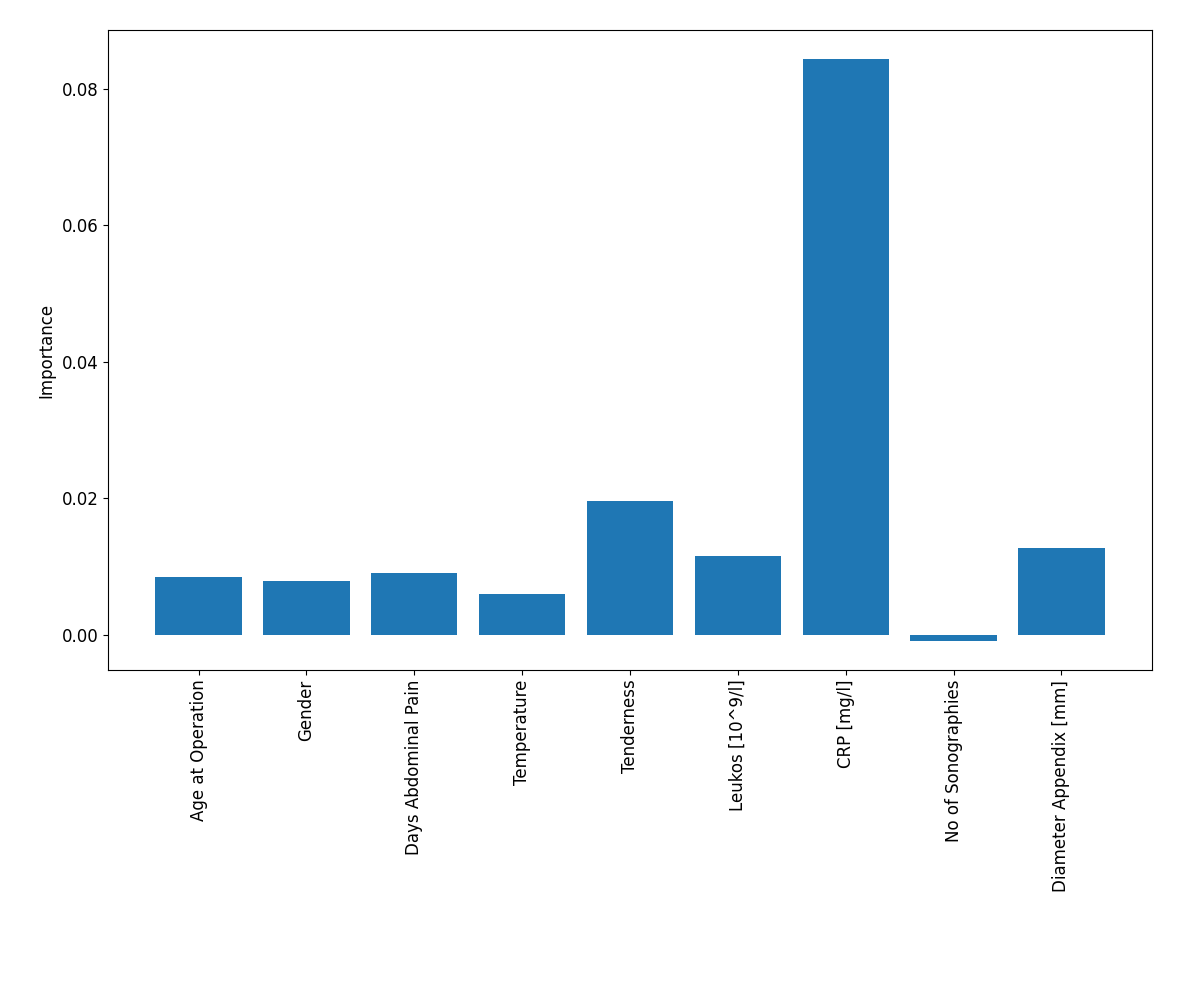 Importance
0.08
0.06
0.04
0.02
0.00
Age at Operation
Gender
Days Abdominal Pain
Temperature
Tenderness
Leukos [10^9/l]
CRP [mg/l]
No of Sonographies
Diameter Appendix [mm]